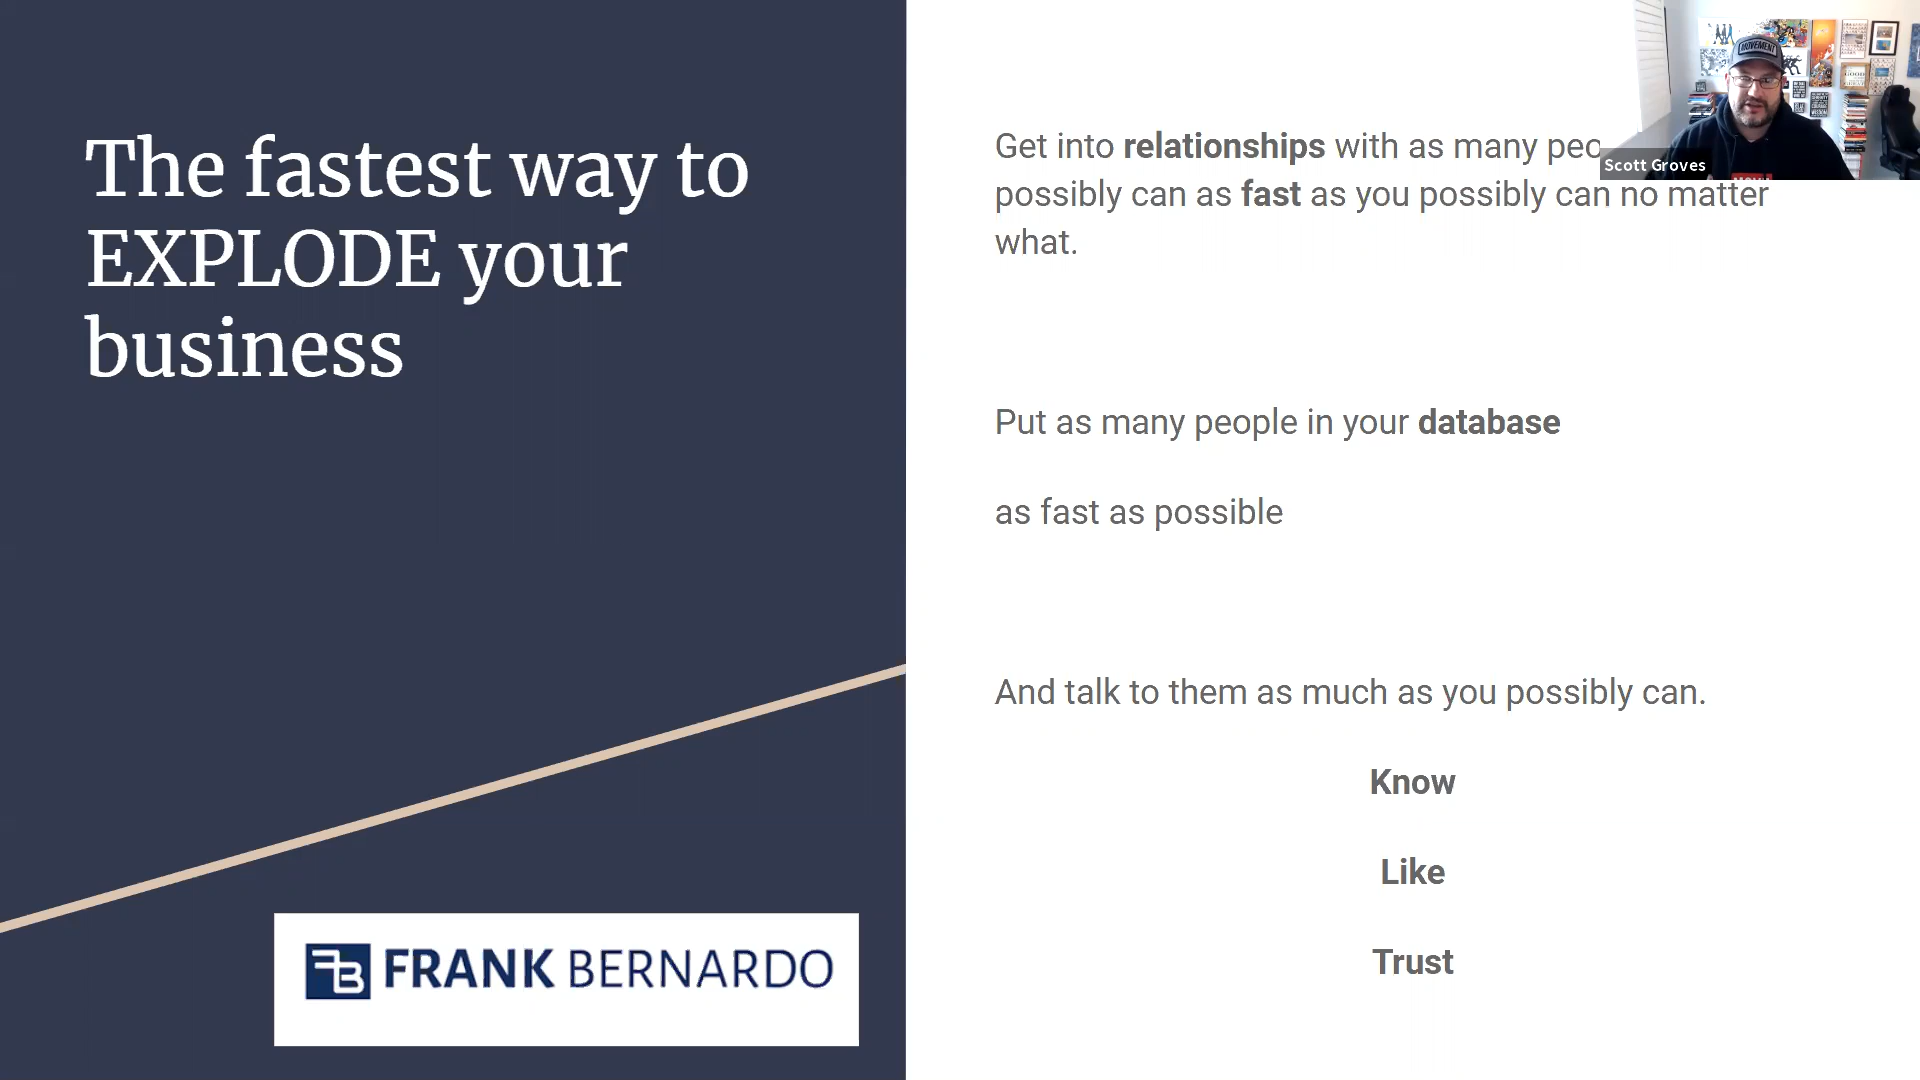 The fastest way to
EXPLODE your
business
FB FRANK BERNARDO
Get into relationships with as many peo
possibly can as fast as you possibly can no matter
what.
Put as many people in your database
as fast as possible
And talk to them as much as you possibly can.
Know
Like
Trust
MOVEMENT
Scott Groves